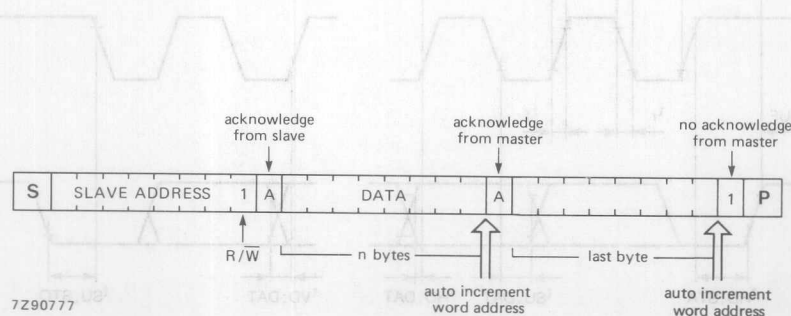 acknowledge
from slave
acknowledge
from master
no acknowledge
from master
S SLAVE ADDRESS 1 A DATA A 1 P
R/W̅
n bytes
last byte
auto increment
word address
auto increment
word address
7Z90777